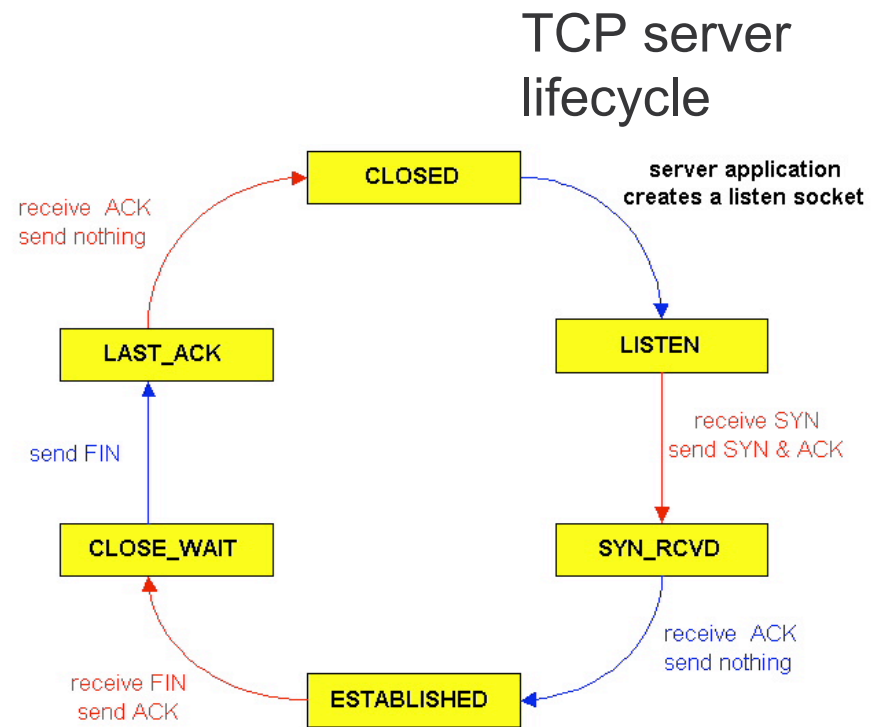 TCP server
lifecycle
CLOSED
server application
creates a listen socket
receive ACK
send nothing
LAST_ACK
LISTEN
receive SYN
send SYN & ACK
send FIN
CLOSE_WAIT
SYN_RCVD
receive ACK
send nothing
receive FIN
send ACK
ESTABLISHED